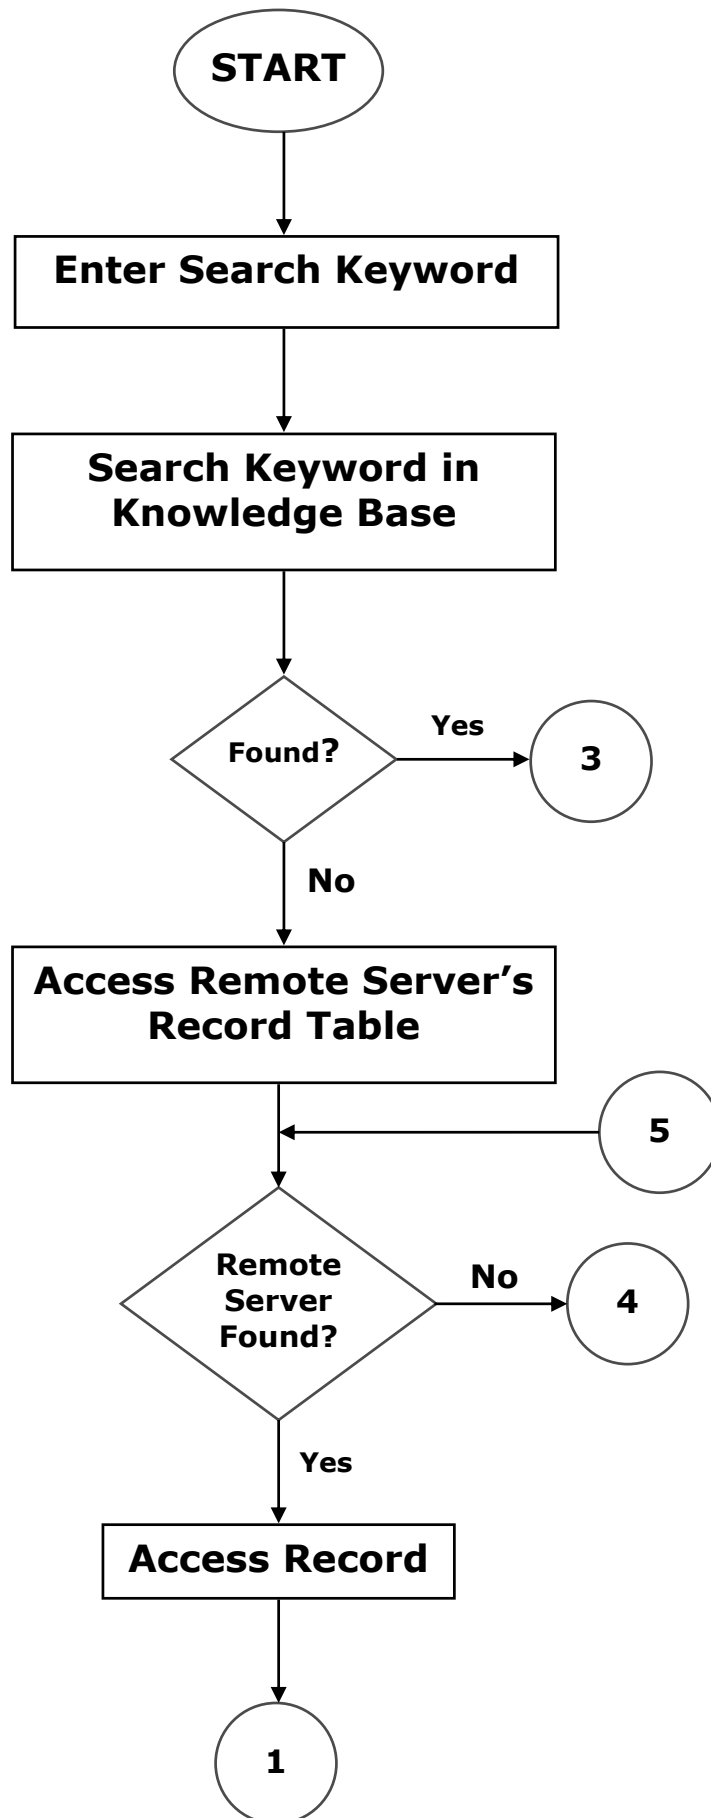 START
Enter Search Keyword
Search Keyword in
Knowledge Base
Found?
Yes
3
No
Access Remote Server’s
Record Table
5
Remote
Server
Found?
No
4
Yes
Access Record
1